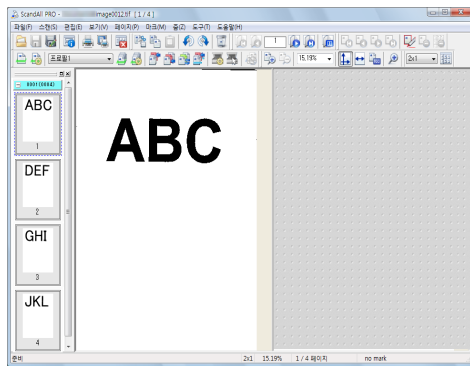 ScandAll PRO - image0012.tif [ 1 / 4 ]
파일(F) 스캔(S) 편집(E) 보기(V) 페이지(P) 마크(M) 줌(Z) 도구(T) 도움말(H)
프로필1 15,19% 2x1
0001[0004]
ABC
1
DEF
2
GHI
3
JKL
4
ABC
준비 2x1 15.19% 1 / 4 페이지 no mark